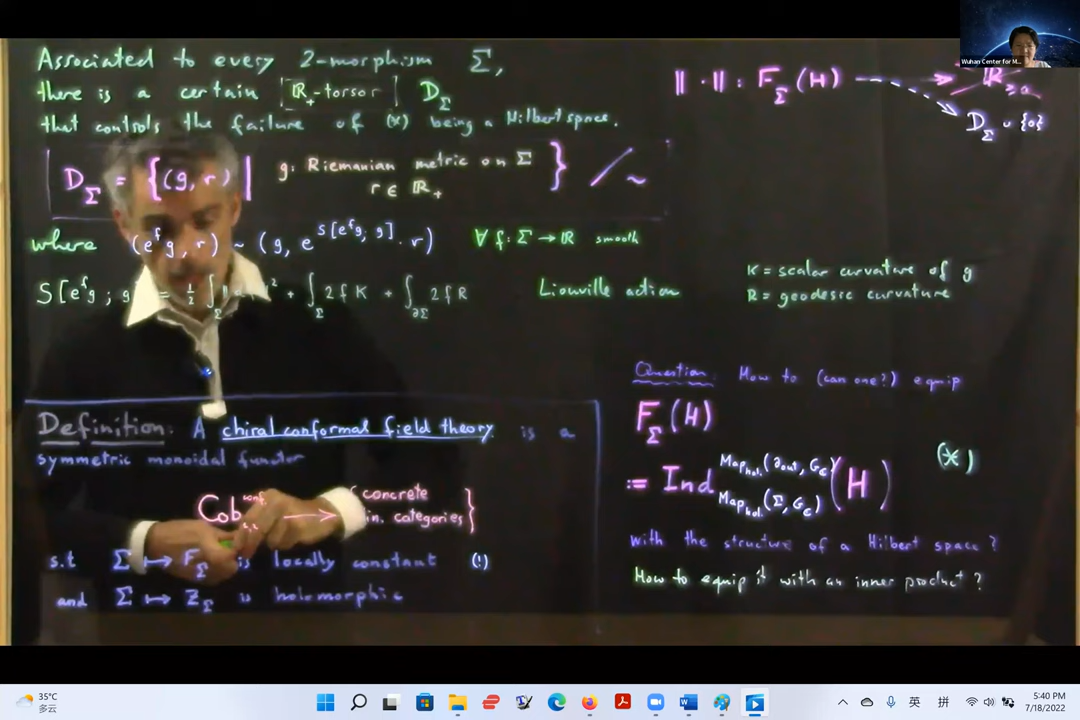 Associated to every 2-morphism Σ,
there is a certain [ℝ₊-torsor] D_Σ
that controls the failure of (*) being a Hilbert space.
D_Σ = {(g, r) | g: Riemanian metric on Σ
r ∈ ℝ₊ } / ~
where (e^f g, r) ~ (g, e^{S[e^f g; g]} · r) ∀ f: Σ → ℝ smooth
S[e^f g; g = ½ ∫_Σ ² + ∫_Σ 2fK + ∫_∂Σ 2fR Liouville action
Definition: A chiral conformal field theory is a
symmetric monoidal functor
Cob → {concrete
in. categories}
s.t Σ ↦ F_Σ is locally constant (!)
and Σ ↦ Z_Σ is holomorphic
‖ · ‖ : F_Σ(H) ⇢ ℝ≥0
D_Σ ∪ {0}
K = scalar curvature of g
R = geodesic curvature
Question: How to (can one?) equip
F_Σ(H)
:= Ind Map_hol.(∂out, G_C) Map_hol.(Σ, G_C) (H) (*)
with the structure of a Hilbert space?
How to equip it with an inner product?
Wuhan Center for M...
35°C
多云
英 拼
5:40 PM
7/18/2022